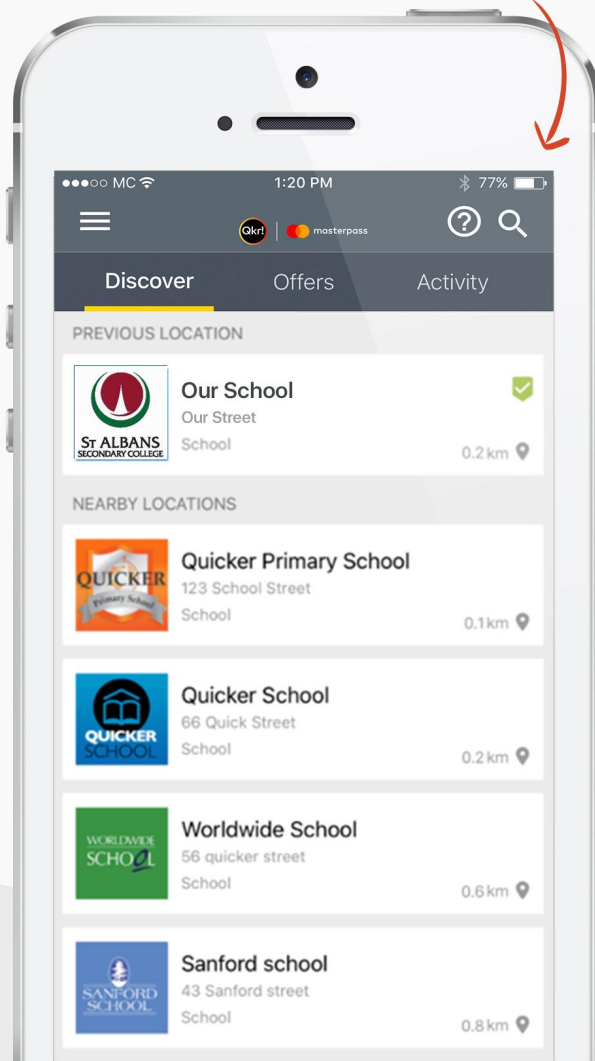 MC 1:20 PM 77%
Qkr! masterpass
Discover Offers Activity
PREVIOUS LOCATION
Our School
Our Street
School
0.2 km
ST ALBANS
SECONDARY COLLEGE
NEARBY LOCATIONS
Quicker Primary School
123 School Street
School
0.1 km
QUICKER
Primary School
Quicker School
66 Quick Street
School
0.2 km
QUICKER
SCHOOL
Worldwide School
56 quicker street
School
0.6 km
WORLDWIDE
SCHOOL
Sanford school
43 Sanford street
School
0.8 km
SANFORD
SCHOOL